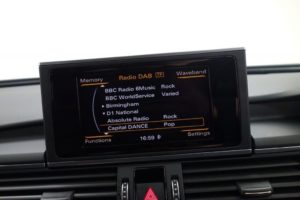 Memory Radio DAB TP Waveband
BBC Radio 6Music Rock
BBC WorldService Varied
Birmingham
D1 National
Absolute Radio Rock
Capital DANCE Pop
Functions 16:59 Settings